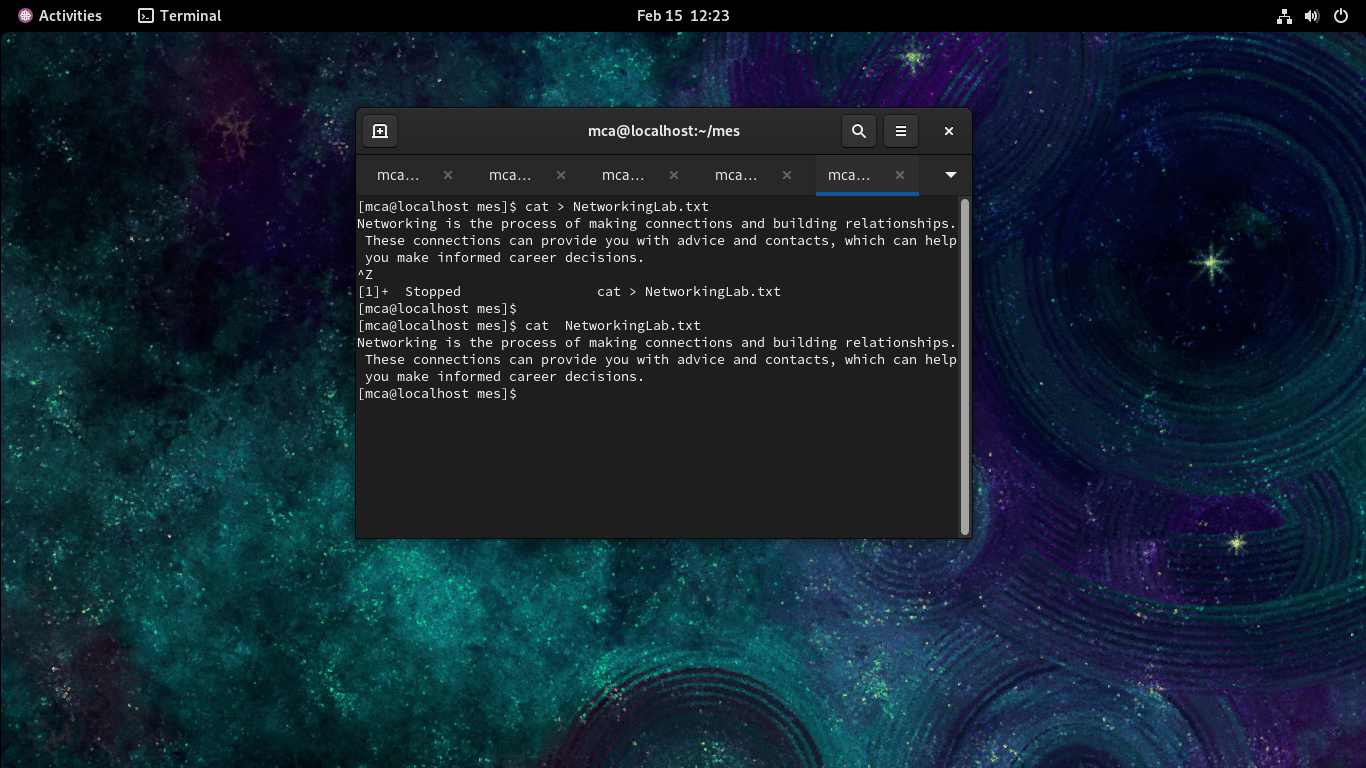 Activities Terminal Feb 15 12:23
mca@localhost:~/mes
mca… mca… mca… mca… mca…
[mca@localhost mes]$ cat > NetworkingLab.txt
Networking is the process of making connections and building relationships.
 These connections can provide you with advice and contacts, which can help
 you make informed career decisions.
^Z
[1]+  Stopped                 cat > NetworkingLab.txt
[mca@localhost mes]$
[mca@localhost mes]$ cat  NetworkingLab.txt
Networking is the process of making connections and building relationships.
 These connections can provide you with advice and contacts, which can help
 you make informed career decisions.
[mca@localhost mes]$